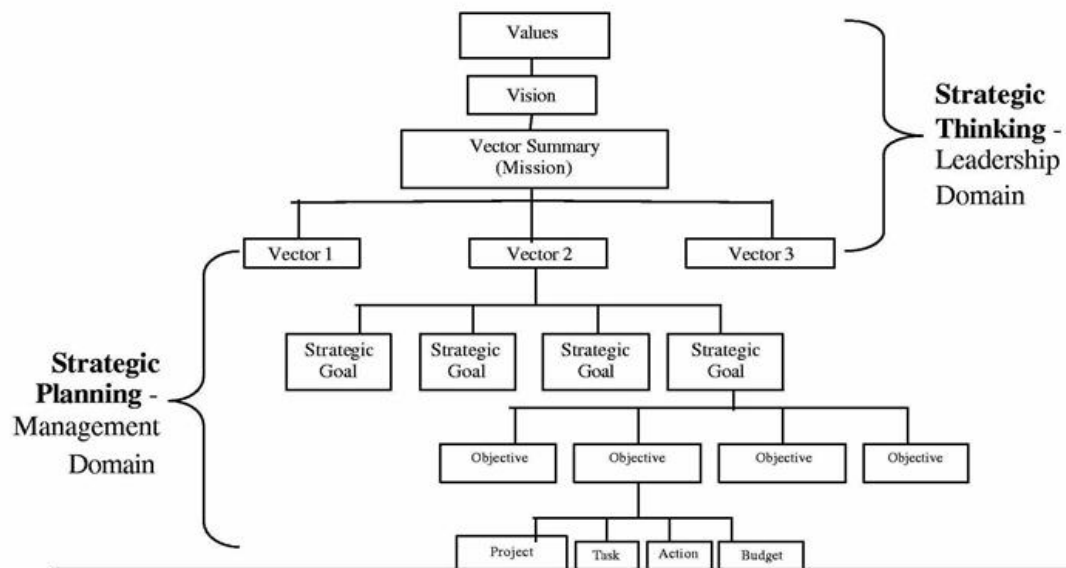 Values
Vision
Vector Summary
(Mission)
Strategic
Thinking -
Leadership
Domain
Vector 1
Vector 2
Vector 3
Strategic
Goal
Strategic
Goal
Strategic
Goal
Strategic
Goal
Strategic
Planning -
Management
Domain
Objective
Objective
Objective
Objective
Project
Task
Action
Budget